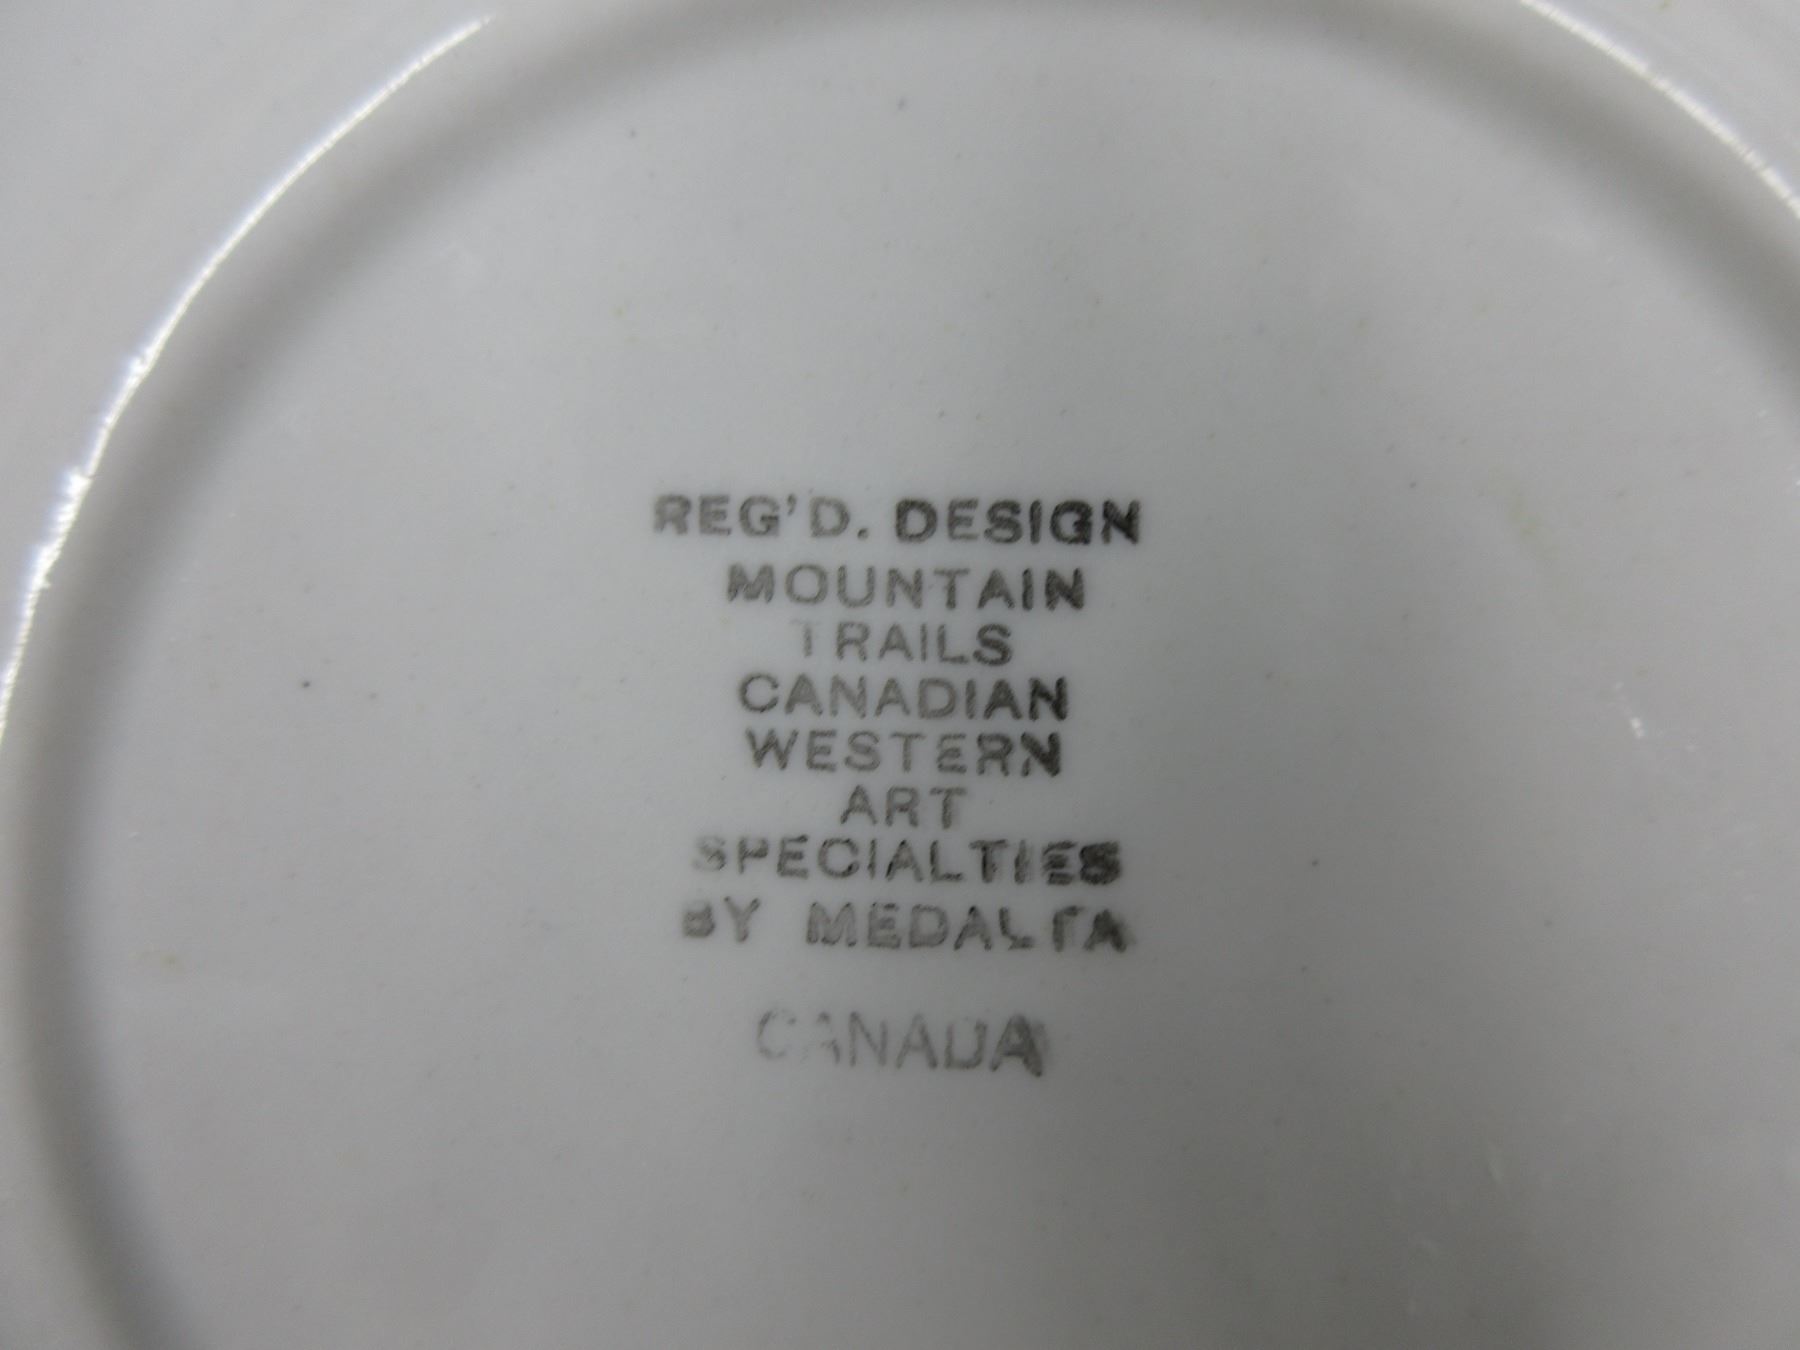 REG'D. DESIGN
MOUNTAIN
TRAILS
CANADIAN
WESTERN
ART
SPECIALTIES
BY MEDALTA
CANADA